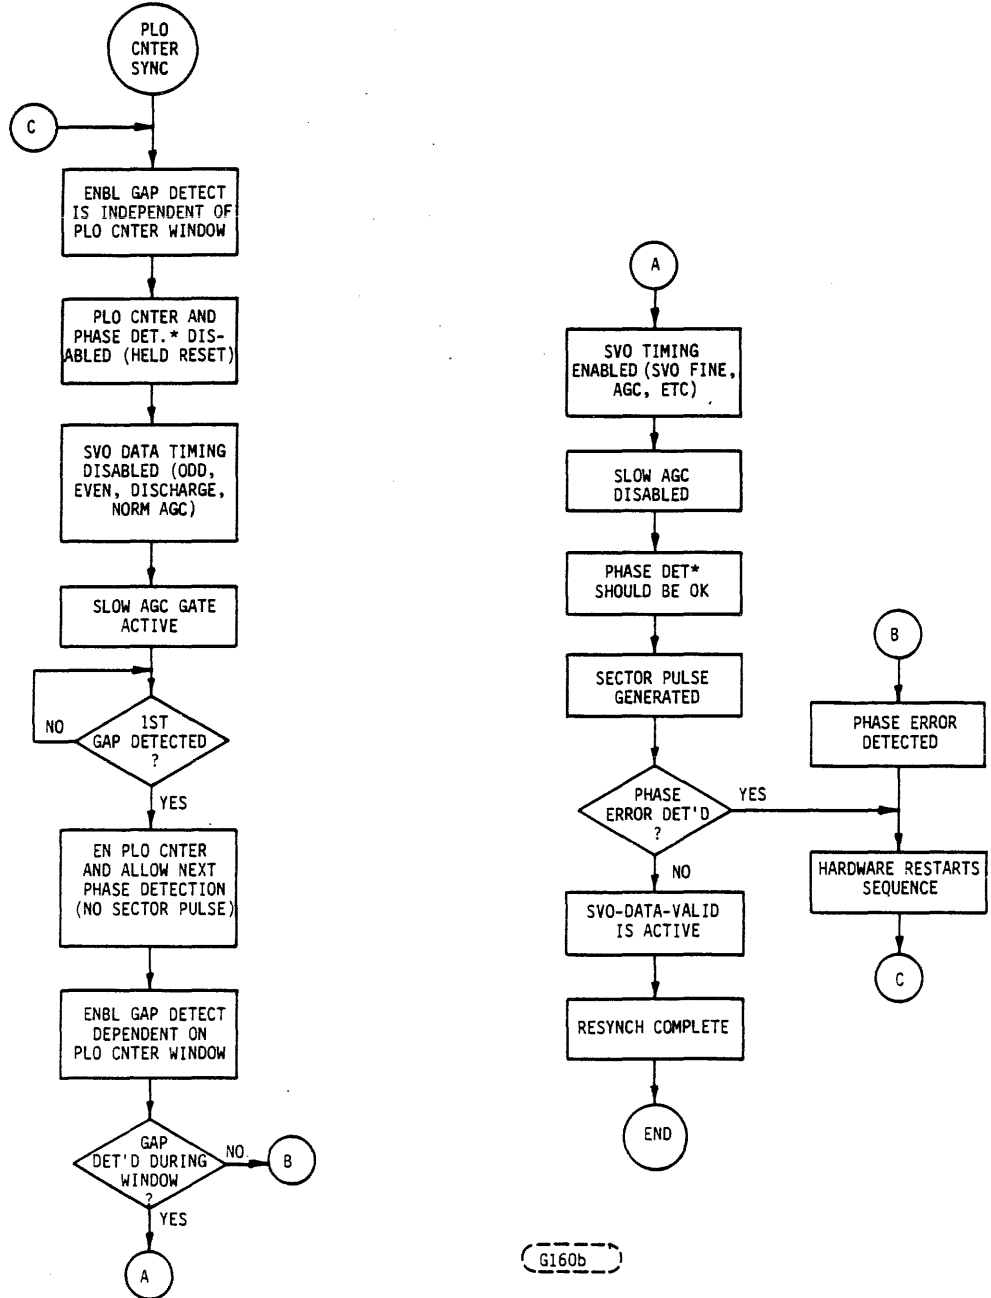 PLO
CNTER
SYNC
C
ENBL GAP DETECT
IS INDEPENDENT OF
PLO CNTER WINDOW
PLO CNTER AND
PHASE DET.* DIS-
ABLED (HELD RESET)
SVO DATA TIMING
DISABLED (ODD,
EVEN, DISCHARGE,
NORM AGC)
SLOW AGC GATE
ACTIVE
1ST
GAP DETECTED
?
NO
YES
EN PLO CNTER
AND ALLOW NEXT
PHASE DETECTION
(NO SECTOR PULSE)
ENBL GAP DETECT
DEPENDENT ON
PLO CNTER WINDOW
GAP
DET'D DURING
WINDOW
?
NO
B
YES
A
A
SVO TIMING
ENABLED (SVO FINE,
AGC, ETC)
SLOW AGC
DISABLED
PHASE DET*
SHOULD BE OK
SECTOR PULSE
GENERATED
PHASE
ERROR DET'D
?
YES
NO
SVO-DATA-VALID
IS ACTIVE
RESYNCH COMPLETE
END
B
PHASE ERROR
DETECTED
HARDWARE RESTARTS
SEQUENCE
C
G160b